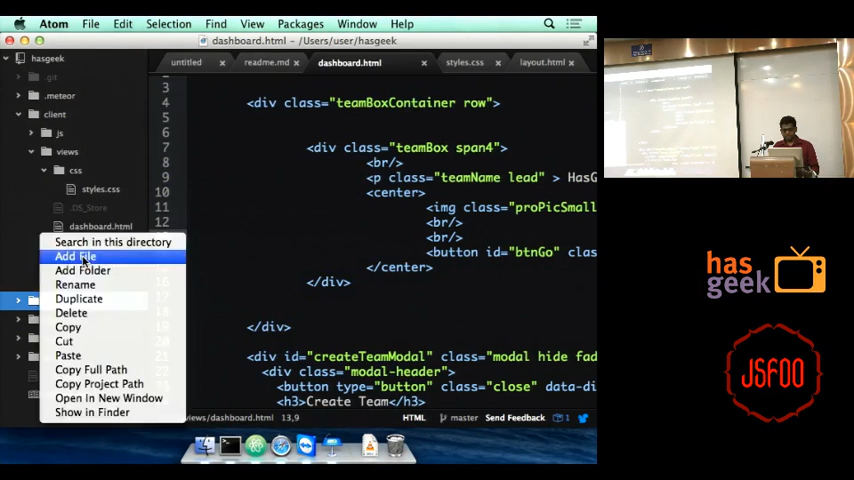 Atom File Edit Selection Find View Packages Window Help
dashboard.html - /Users/user/hasgeek
hasgeek
untitled
readme.md
dashboard.html
styles.css
layout.html
.git
.meteor
client
js
views
css
styles.css
.DS_Store
dashboard.html
3
4 <div class="teamBoxContainer row">
5
6
7 <div class="teamBox span4">
8 <br/>
9 <p class="teamName lead" > HasG
10 <center>
11 <img class="proPicSmall
12 <br/>
<br/>
<button id="btnGo" class=
</center>
16 </div>
</div>
<div id="createTeamModal" class="modal hide fad
<div class="modal-header">
<button type="button" class="close" data-di
<h3>Create Team</h3>
Search in this directory
Add File
Add Folder
Rename
Duplicate
Delete
Copy
Cut
Paste
Copy Full Path
Copy Project Path
Open In New Window
Show in Finder
views/dashboard.html 13,9 HTML master Send Feedback 1
has
geek
JSFOO